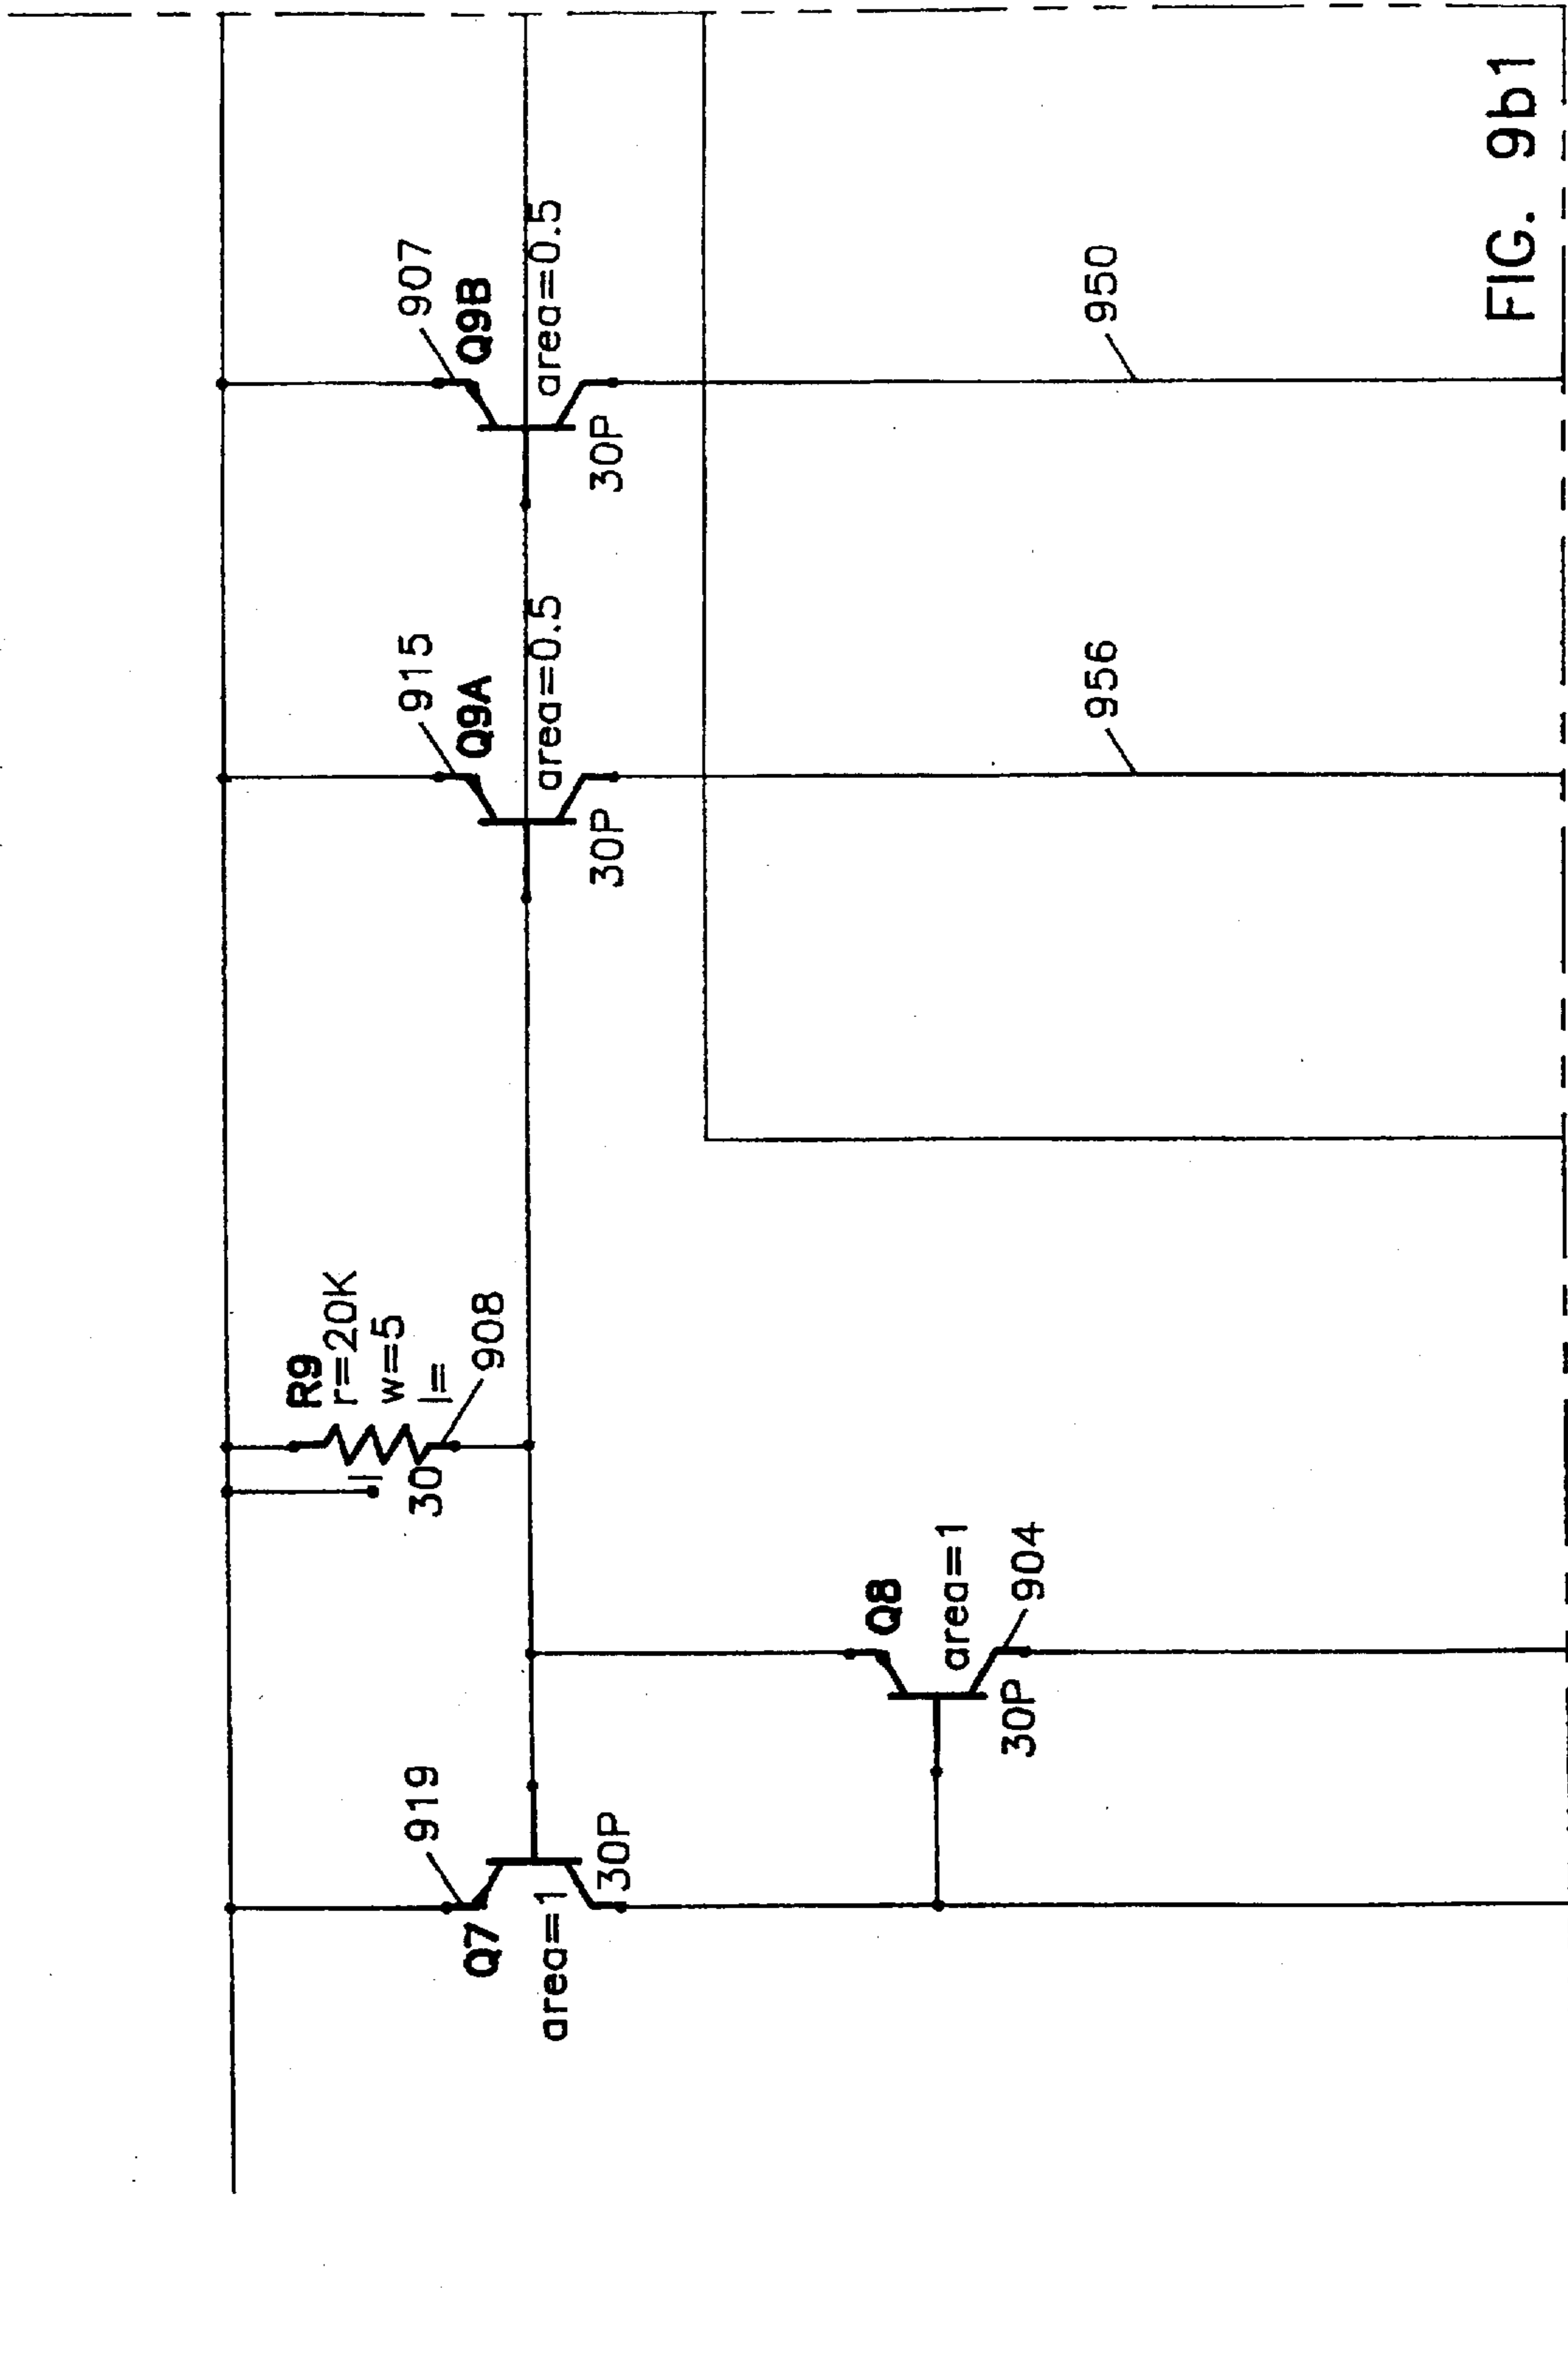 R9
r=20K
w=5
l=
30
908
919
Q7
area=1
30P
Q8
area=1
904
30P
915
Q9A
area=0.5
30P
907
Q9B
area=0.5
30P
956
950
FIG. 9b1